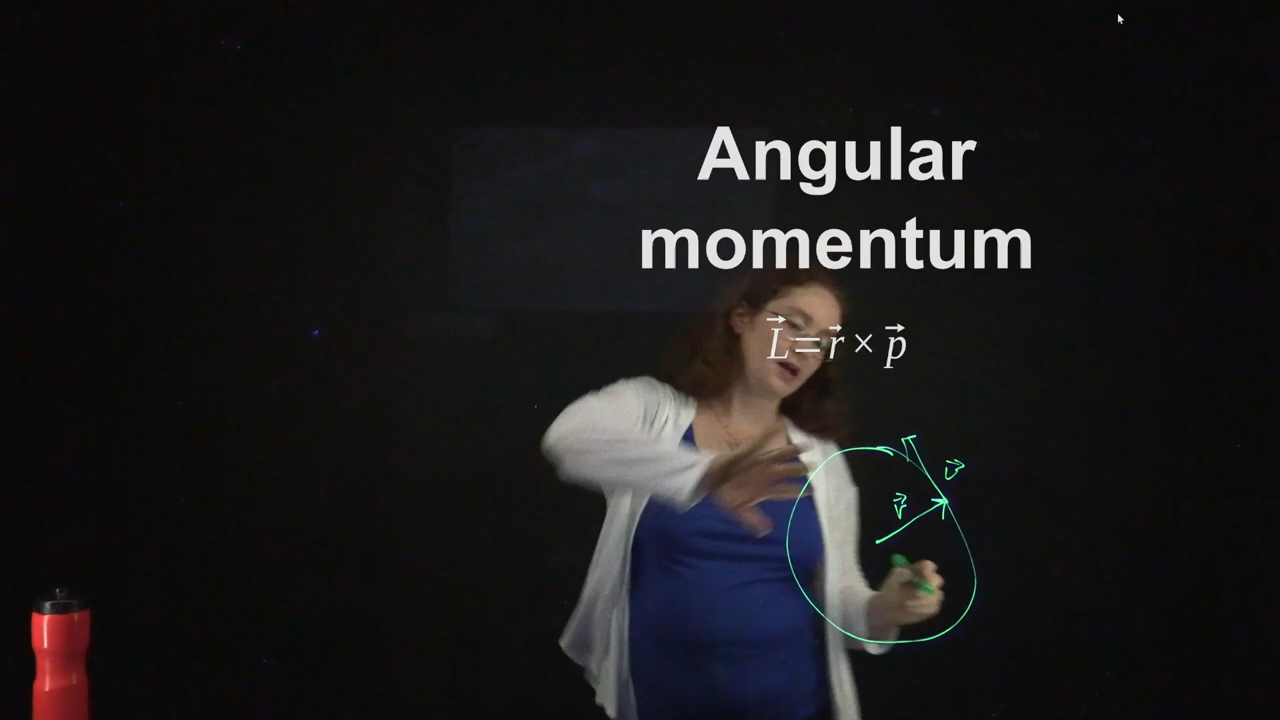 Angular
momentum
L⃗ = r⃗ × p⃗
v⃗
r⃗